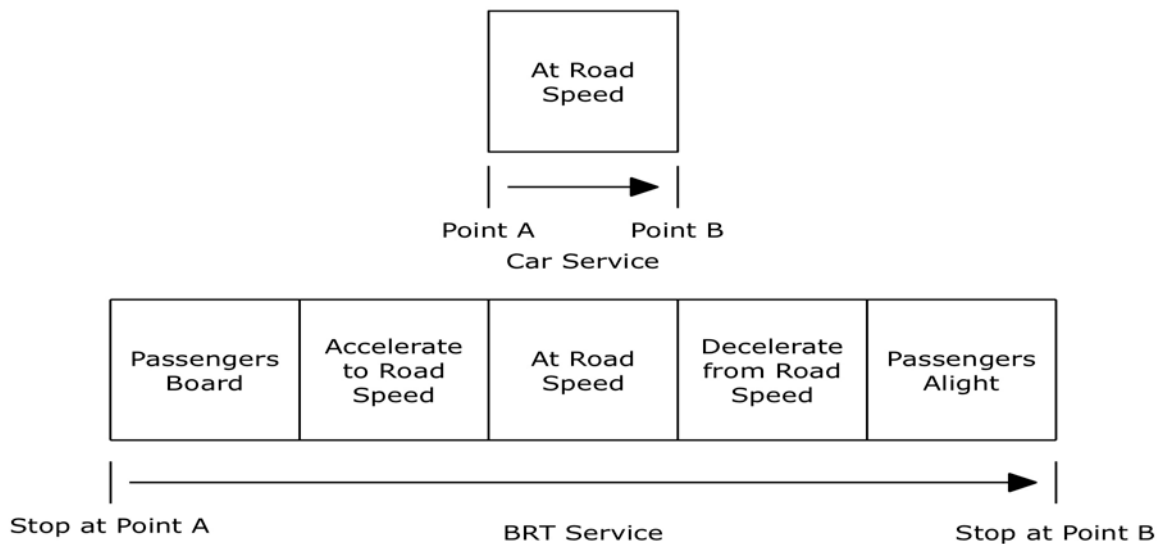 At Road
Speed
Point A
Point B
Car Service
Passengers
Board
Accelerate
to Road
Speed
At Road
Speed
Decelerate
from Road
Speed
Passengers
Alight
Stop at Point A
BRT Service
Stop at Point B